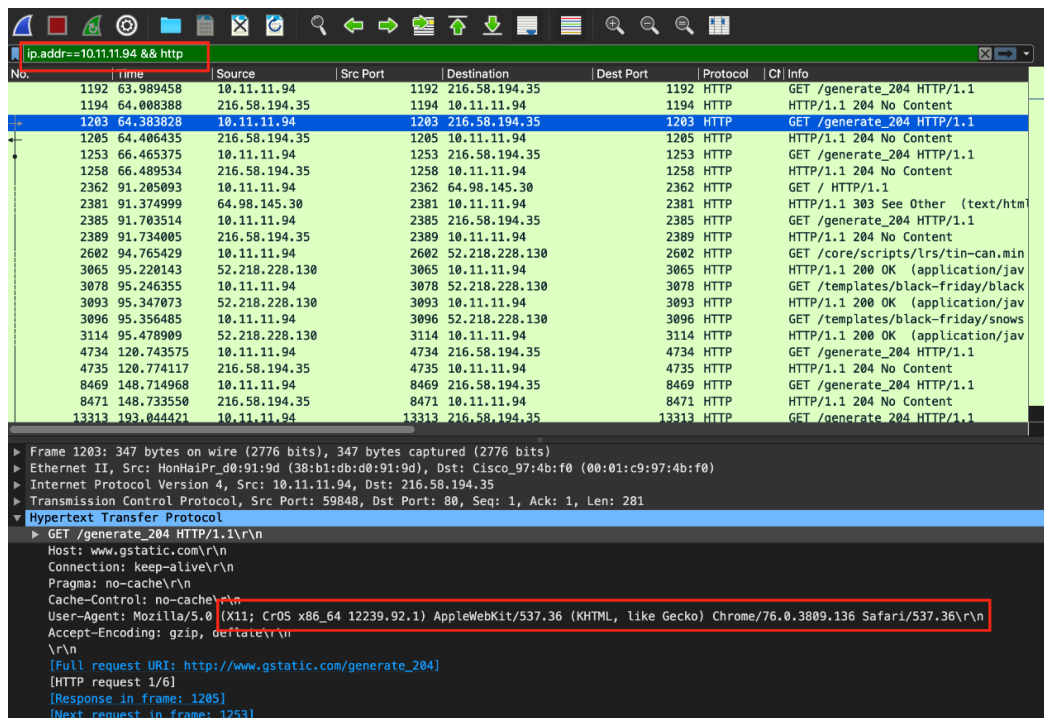 ip.addr==10.11.11.94 && http
No. Time Source Src Port Destination Dest Port Protocol Info
1192 63.989458 10.11.11.94 1192 216.58.194.35 1192 HTTP GET /generate_204 HTTP/1.1
1194 64.008388 216.58.194.35 1194 10.11.11.94 1194 HTTP HTTP/1.1 204 No Content
1203 64.383828 10.11.11.94 1203 216.58.194.35 1203 HTTP GET /generate_204 HTTP/1.1
1205 64.406435 216.58.194.35 1205 10.11.11.94 1205 HTTP HTTP/1.1 204 No Content
1253 66.465375 10.11.11.94 1253 216.58.194.35 1253 HTTP GET /generate_204 HTTP/1.1
1258 66.489534 216.58.194.35 1258 10.11.11.94 1258 HTTP HTTP/1.1 204 No Content
2362 91.205093 10.11.11.94 2362 64.98.145.30 2362 HTTP GET / HTTP/1.1
2381 91.374999 64.98.145.30 2381 10.11.11.94 2381 HTTP HTTP/1.1 303 See Other (text/html
2385 91.703514 10.11.11.94 2385 216.58.194.35 2385 HTTP GET /generate_204 HTTP/1.1
2389 91.734005 216.58.194.35 2389 10.11.11.94 2389 HTTP HTTP/1.1 204 No Content
2602 94.765429 10.11.11.94 2602 52.218.228.130 2602 HTTP GET /core/scripts/lrs/tin-can.min
3065 95.220143 52.218.228.130 3065 10.11.11.94 3065 HTTP HTTP/1.1 200 OK (application/jav
3078 95.246355 10.11.11.94 3078 52.218.228.130 3078 HTTP GET /templates/black-friday/black
3093 95.347073 52.218.228.130 3093 10.11.11.94 3093 HTTP HTTP/1.1 200 OK (application/jav
3096 95.356485 10.11.11.94 3096 52.218.228.130 3096 HTTP GET /templates/black-friday/snows
3114 95.478909 52.218.228.130 3114 10.11.11.94 3114 HTTP HTTP/1.1 200 OK (application/jav
4734 120.743575 10.11.11.94 4734 216.58.194.35 4734 HTTP GET /generate_204 HTTP/1.1
4735 120.774117 216.58.194.35 4735 10.11.11.94 4735 HTTP HTTP/1.1 204 No Content
8469 148.714968 10.11.11.94 8469 216.58.194.35 8469 HTTP GET /generate_204 HTTP/1.1
8471 148.733550 216.58.194.35 8471 10.11.11.94 8471 HTTP HTTP/1.1 204 No Content
13313 193.044421 10.11.11.94 13313 216.58.194.35 13313 HTTP GET /generate_204 HTTP/1.1
Frame 1203: 347 bytes on wire (2776 bits), 347 bytes captured (2776 bits)
Ethernet II, Src: HonHaiPr_d0:91:9d (38:b1:db:d0:91:9d), Dst: Cisco_97:4b:f0 (00:01:c9:97:4b:f0)
Internet Protocol Version 4, Src: 10.11.11.94, Dst: 216.58.194.35
Transmission Control Protocol, Src Port: 59848, Dst Port: 80, Seq: 1, Ack: 1, Len: 281
Hypertext Transfer Protocol
GET /generate_204 HTTP/1.1\r\n
Host: www.gstatic.com\r\n
Connection: keep-alive\r\n
Pragma: no-cache\r\n
Cache-Control: no-cache\r\n
User-Agent: Mozilla/5.0 (X11; CrOS x86_64 12239.92.1) AppleWebKit/537.36 (KHTML, like Gecko) Chrome/76.0.3809.136 Safari/537.36\r\n
Accept-Encoding: gzip, deflate\r\n
\r\n
[Full request URI: http://www.gstatic.com/generate_204]
[HTTP request 1/6]
[Response in frame: 1205]
[Next request in frame: 1253]